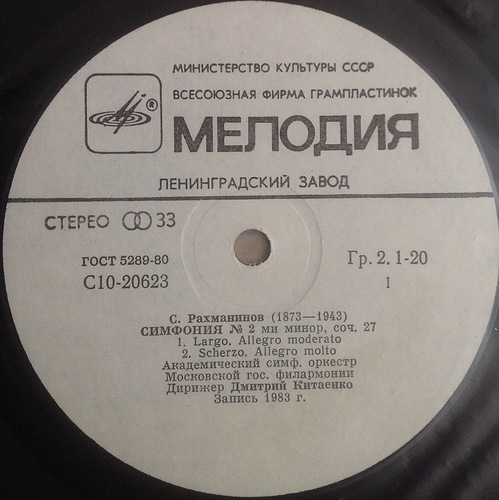 МИНИСТЕРСТВО КУЛЬТУРЫ СССР
ВСЕСОЮЗНАЯ ФИРМА ГРАМПЛАСТИНОК
® МЕЛОДИЯ
ЛЕНИНГРАДСКИЙ ЗАВОД
СТЕРЕО 33
ГОСТ 5289-80
Гр. 2. 1-20
С10-20623
1
С. Рахманинов (1873—1943)
СИМФОНИЯ № 2 ми минор, соч. 27
1. Largo. Allegro moderato
2. Scherzo. Allegro molto
Академический симф. оркестр
Московской гос. филармонии
Дирижер Дмитрий Китаенко
Запись 1983 г.